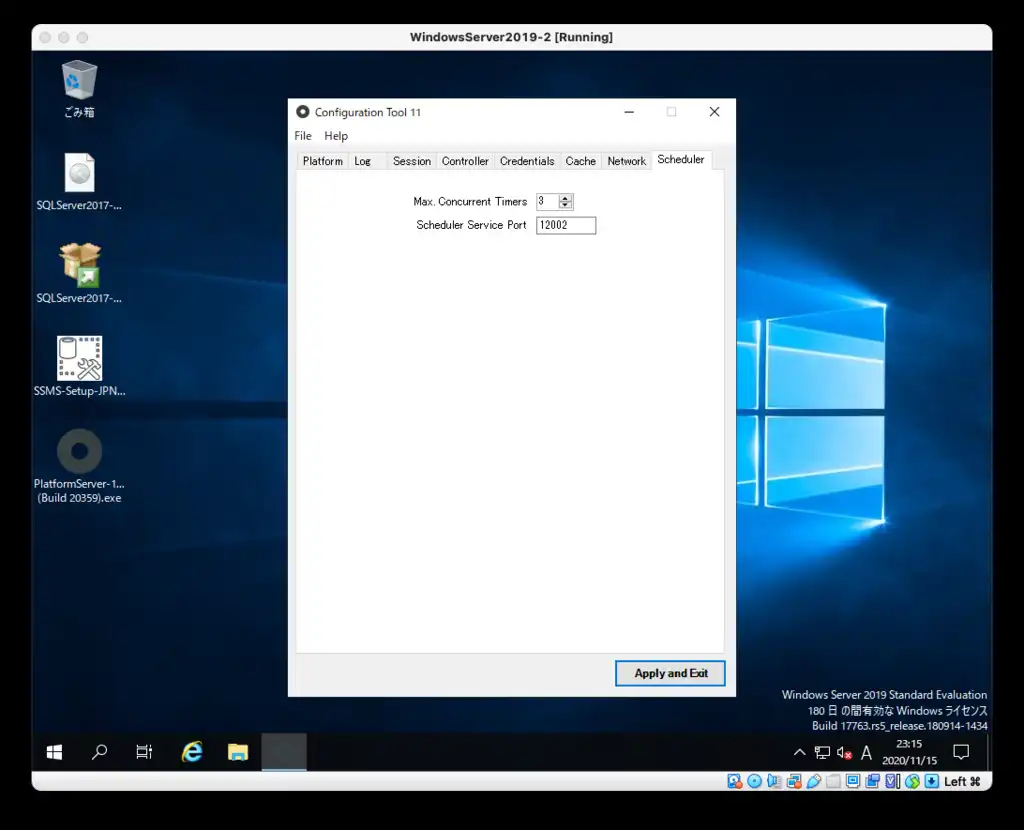 WindowsServer2019-2 [Running]
ごみ箱
SQLServer2017-...
SQLServer2017-...
SSMS-Setup-JPN...
PlatformServer-1...
(Build 20359).exe
Configuration Tool 11
File Help
Platform Log Session Controller Credentials Cache Network Scheduler
Max. Concurrent Timers 3
Scheduler Service Port 12002
Apply and Exit
Windows Server 2019 Standard Evaluation
180 日 の間有効な Windows ライセンス
Build 17763.rs5_release.180914-1434
A
23:15
2020/11/15
Left ⌘